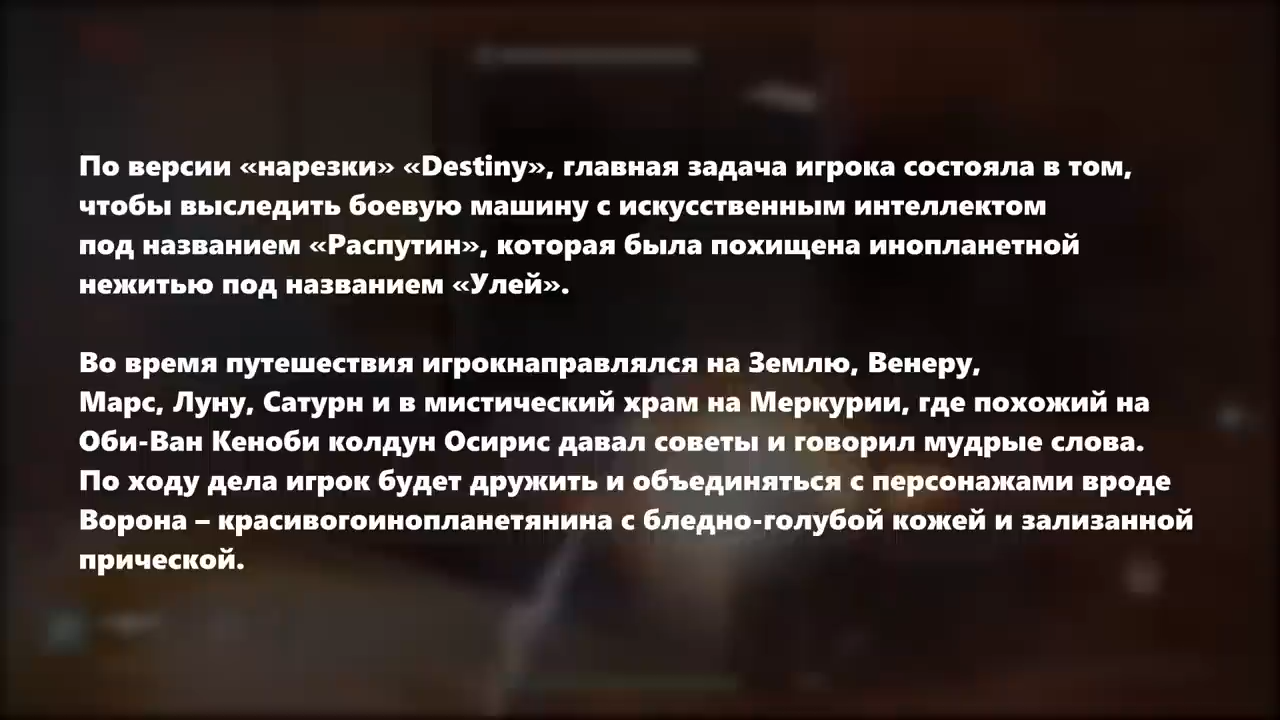 По версии «нарезки» «Destiny», главная задача игрока состояла в том,
чтобы выследить боевую машину с искусственным интеллектом
под названием «Распутин», которая была похищена инопланетной
нежитью под названием «Улей».
Во время путешествия игрокнаправлялся на Землю, Венеру,
Марс, Луну, Сатурн и в мистический храм на Меркурии, где похожий на
Оби-Ван Кеноби колдун Осирис давал советы и говорил мудрые слова.
По ходу дела игрок будет дружить и объединяться с персонажами вроде
Ворона – красивогоинопланетянина с бледно-голубой кожей и зализанной
прической.